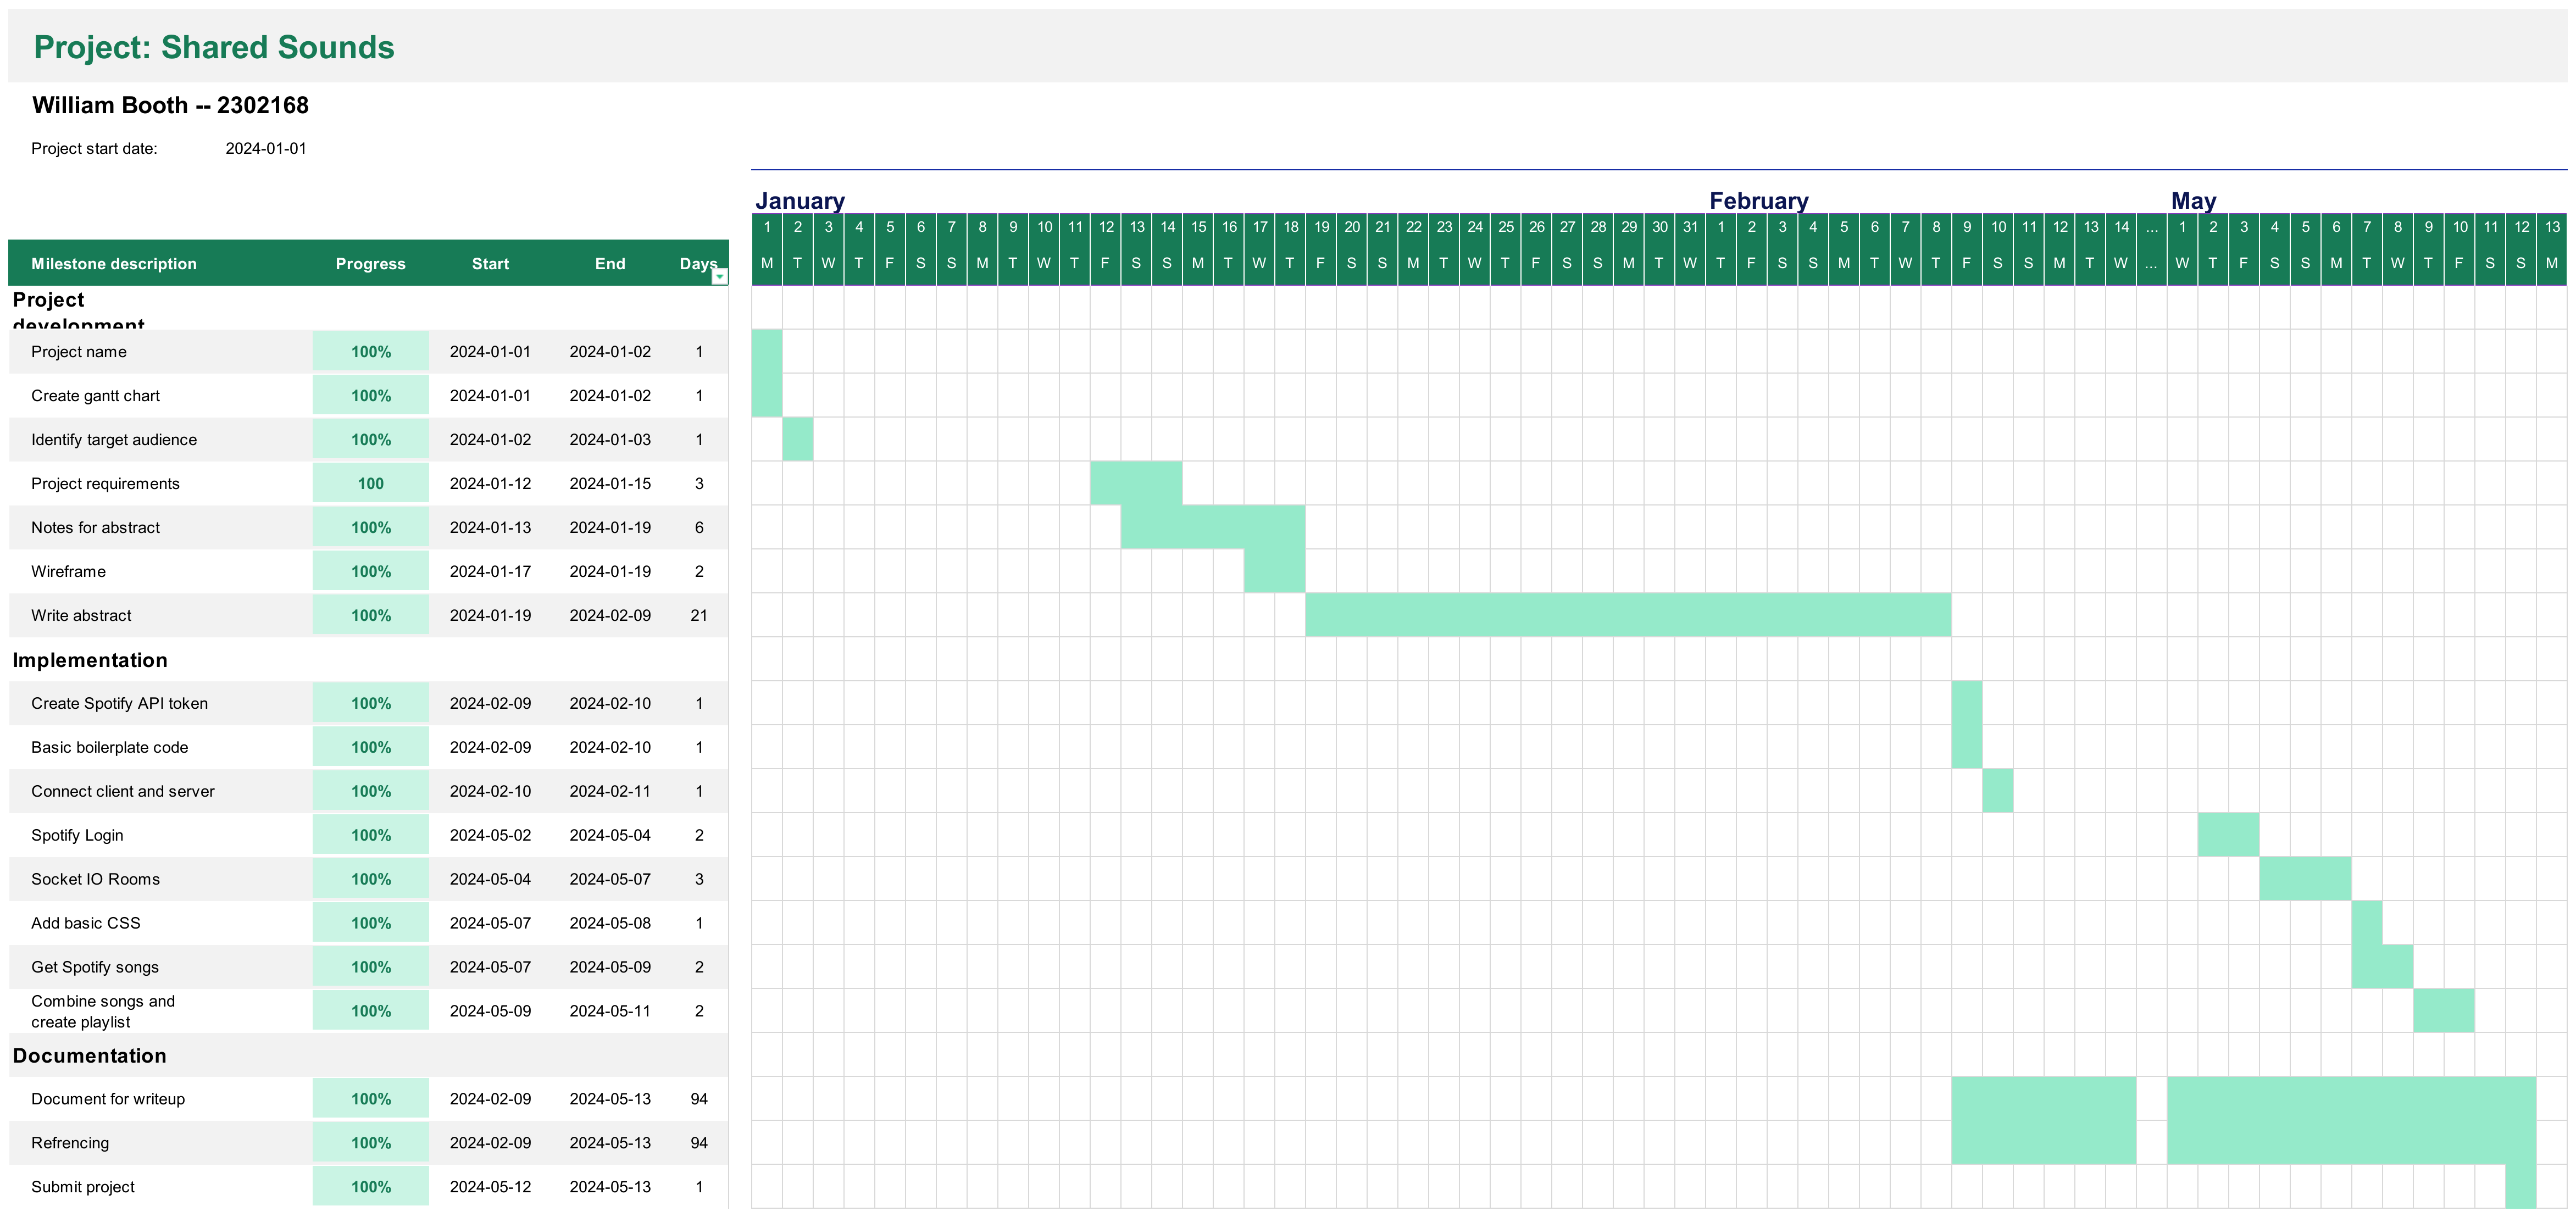 Project: Shared Sounds
William Booth -- 2302168
Project start date: 2024-01-01
January February May
1 2 3 4 5 6 7 8 9 10 11 12 13 14 15 16 17 18 19 20 21 22 23 24 25 26 27 28 29 30 31 1 2 3 4 5 6 7 8 9 10 11 12 13 14 ... 1 2 3 4 5 6 7 8 9 10 11 12 13
Milestone description Progress Start End Days M T W T F S S M T W T F S S M T W T F S S M T W T F S S M T W T F S S M T W T F S S M T W ... W T F S S M T W T F S S M
Project
development
Project name 100% 2024-01-01 2024-01-02 1
Create gantt chart 100% 2024-01-01 2024-01-02 1
Identify target audience 100% 2024-01-02 2024-01-03 1
Project requirements 100 2024-01-12 2024-01-15 3
Notes for abstract 100% 2024-01-13 2024-01-19 6
Wireframe 100% 2024-01-17 2024-01-19 2
Write abstract 100% 2024-01-19 2024-02-09 21
Implementation
Create Spotify API token 100% 2024-02-09 2024-02-10 1
Basic boilerplate code 100% 2024-02-09 2024-02-10 1
Connect client and server 100% 2024-02-10 2024-02-11 1
Spotify Login 100% 2024-05-02 2024-05-04 2
Socket IO Rooms 100% 2024-05-04 2024-05-07 3
Add basic CSS 100% 2024-05-07 2024-05-08 1
Get Spotify songs 100% 2024-05-07 2024-05-09 2
Combine songs and
create playlist 100% 2024-05-09 2024-05-11 2
Documentation
Document for writeup 100% 2024-02-09 2024-05-13 94
Refrencing 100% 2024-02-09 2024-05-13 94
Submit project 100% 2024-05-12 2024-05-13 1